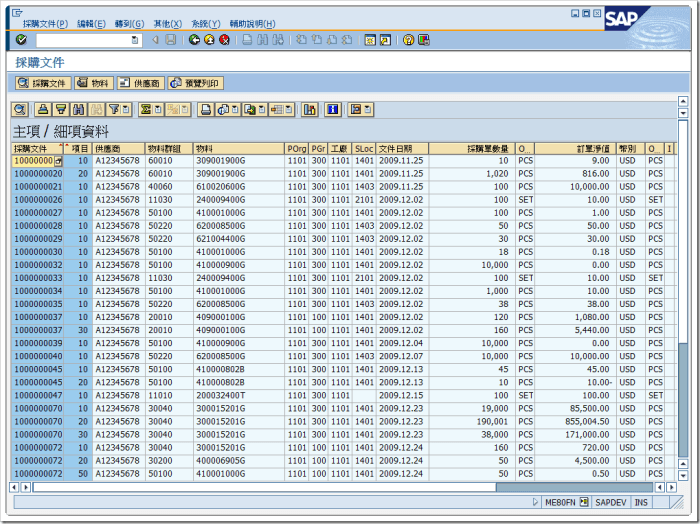 採購文件(P) 編輯(E) 轉到(G) 其他(X) 系統(Y) 輔助說明(H)
SAP
採購文件
採購文件 物料 供應商 預覽列印
主項 / 細項資料
採購文件 項目 供應商 物料群組 物料 POrg PGr 工廠 SLoc 文件日期 採購單數量 O... 訂單淨值 幣別 O... I
10000000 10 A12345678 60010 309001900G 1101 300 1101 1401 2009.11.25 10 PCS 9.00 USD PCS
1000000020 20 A12345678 60010 309001900G 1101 300 1101 1401 2009.11.25 1,020 PCS 816.00 USD PCS
1000000021 10 A12345678 40060 610020600G 1101 300 1101 1403 2009.11.25 100 PCS 10,000.00 USD PCS
1000000026 10 A12345678 11030 240009400G 1101 300 1101 2101 2009.12.02 100 SET 10.00 USD SET
1000000027 10 A12345678 50100 410001000G 1101 300 1101 1401 2009.12.02 100 PCS 1.00 USD PCS
1000000028 10 A12345678 50220 620008500G 1101 300 1101 1403 2009.12.02 50 PCS 50.00 USD PCS
1000000029 10 A12345678 50220 621004400G 1101 300 1101 1403 2009.12.02 30 PCS 30.00 USD PCS
1000000030 10 A12345678 50100 410001000G 1101 300 1101 1401 2009.12.02 18 PCS 0.18 USD PCS
1000000032 10 A12345678 50100 410000900G 1101 300 1101 1401 2009.12.02 10,000 PCS 0.00 USD PCS
1000000033 10 A12345678 11030 240009400G 1101 300 1101 2101 2009.12.02 100 SET 10.00 USD SET
1000000034 10 A12345678 50100 410001000G 1101 300 1101 1401 2009.12.02 1,000 PCS 10.00 USD PCS
1000000035 10 A12345678 50220 620008500G 1101 300 1101 1403 2009.12.02 38 PCS 38.00 USD PCS
1000000037 10 A12345678 20010 409000100G 1101 100 1101 1401 2009.12.02 120 PCS 1,080.00 USD PCS
1000000037 30 A12345678 20010 409000100G 1101 100 1101 1401 2009.12.02 160 PCS 5,440.00 USD PCS
1000000039 10 A12345678 50100 410000900G 1101 300 1101 1401 2009.12.04 10,000 PCS 0.00 USD PCS
1000000040 10 A12345678 50220 620008500G 1101 300 1101 1403 2009.12.07 10,000 PCS 10,000.00 USD PCS
1000000045 10 A12345678 50100 410000802B 1101 300 1101 1401 2009.12.13 45 PCS 45.00 USD PCS
1000000045 20 A12345678 50100 410000802B 1101 300 1101 1401 2009.12.13 10 PCS 10.00- USD PCS
1000000047 10 A12345678 11010 200032400T 1101 300 1101 2009.12.15 100 SET 100.00 USD SET
1000000070 10 A12345678 30040 300015201G 1101 300 1101 1401 2009.12.23 19,000 PCS 85,500.00 USD PCS
1000000070 20 A12345678 30040 300015201G 1101 300 1101 1401 2009.12.23 190,001 PCS 855,004.50 USD PCS
1000000070 30 A12345678 30040 300015201G 1101 300 1101 1401 2009.12.23 38,000 PCS 171,000.00 USD PCS
1000000072 10 A12345678 30040 300015201G 1101 100 1101 1401 2009.12.24 160 PCS 720.00 USD PCS
1000000072 20 A12345678 30200 400006905G 1101 100 1101 1401 2009.12.24 50 PCS 4,500.00 USD PCS
1000000072 50 A12345678 50100 410001000G 1101 100 1101 1401 2009.12.24 50 PCS 0.50 USD PCS
ME80FN SAPDEV INS